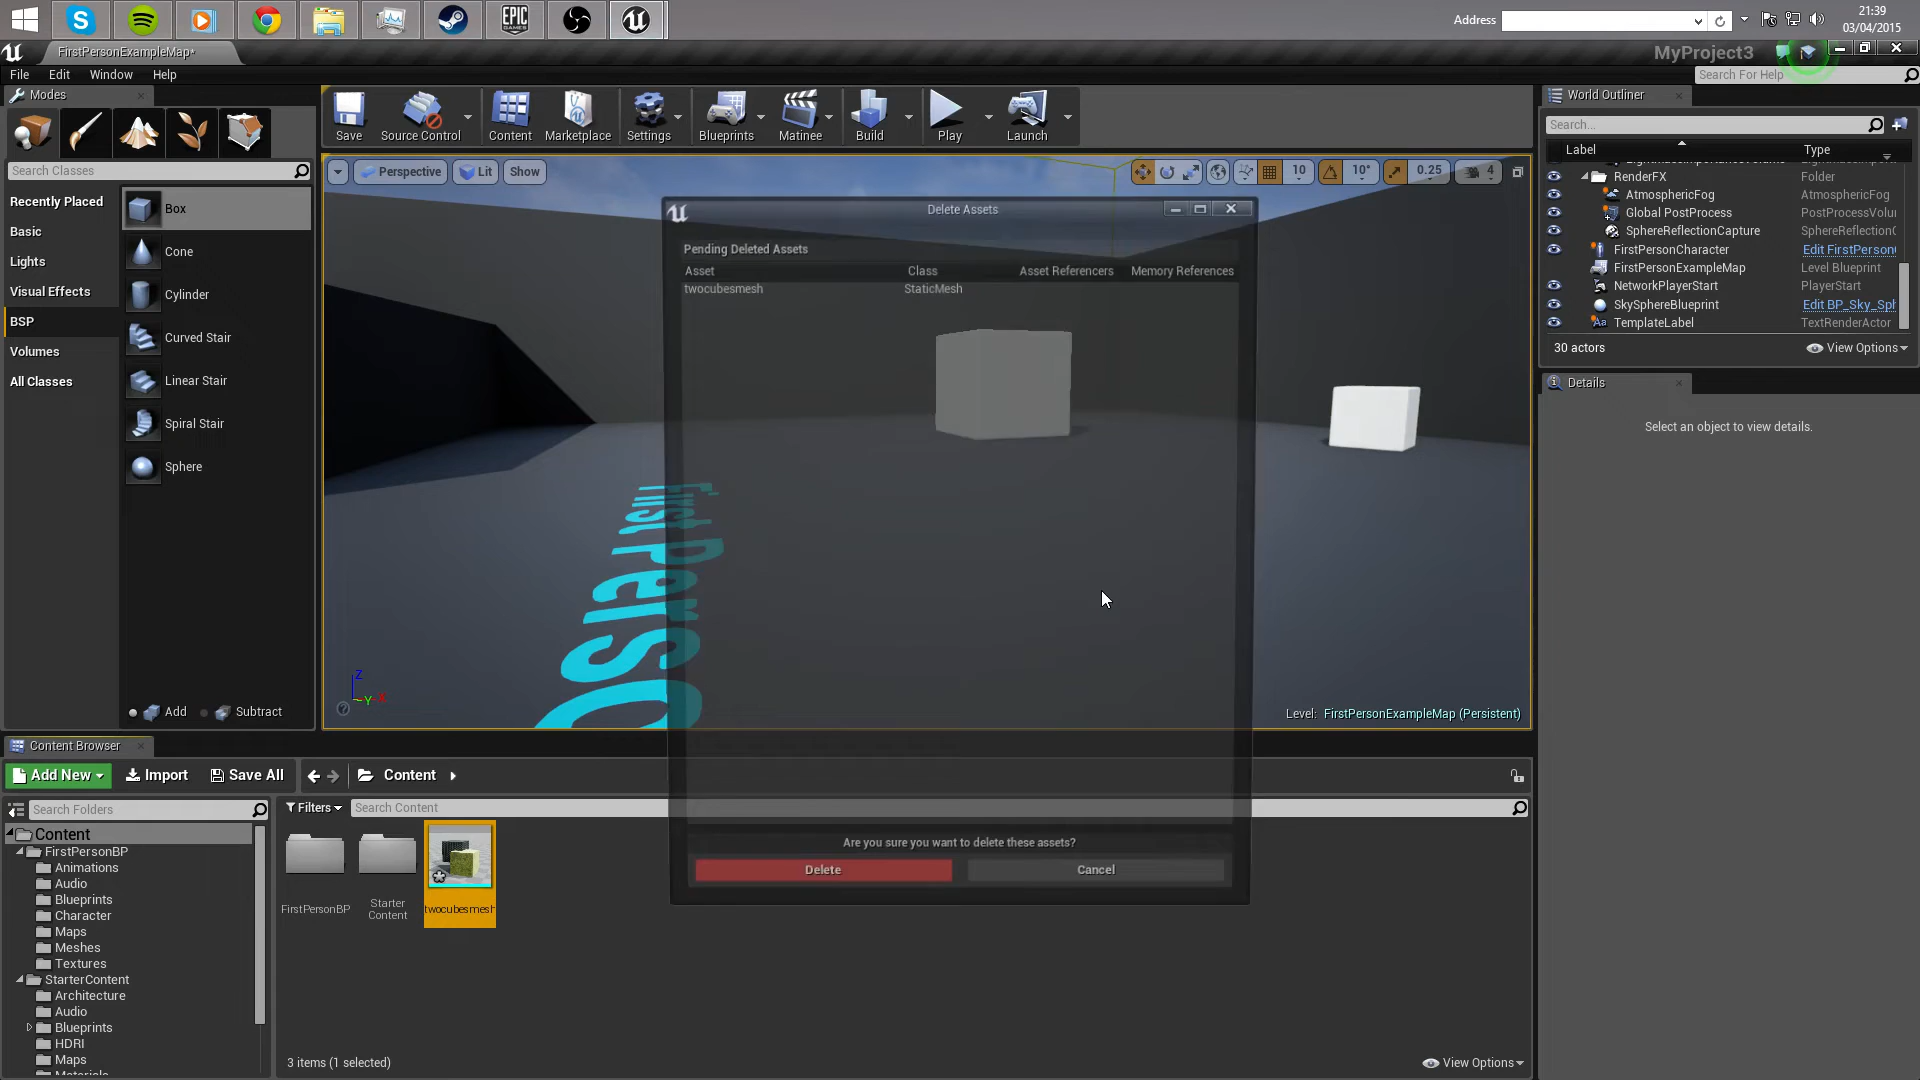 Address
21:39
03/04/2015
FirstPersonExampleMap*
MyProject3
File Edit Window Help
Search For Help
Modes
Save
Source Control
Content
Marketplace
Settings
Blueprints
Matinee
Build
Play
Launch
World Outliner
Search...
Label Type
Search Classes
Perspective Lit Show
10 10° 0.25 4
Recently Placed
Basic
Lights
Visual Effects
BSP
Volumes
All Classes
Box
Cone
Cylinder
Curved Stair
Linear Stair
Spiral Stair
Sphere
Add Subtract
Delete Assets
Pending Deleted Assets
Asset Class Asset Referencers Memory References
twocubesmesh StaticMesh
First Perso
Z
Y
X
Level: FirstPersonExampleMap (Persistent)
RenderFX Folder
AtmosphericFog AtmosphericFog
Global PostProcess PostProcessVolu
SphereReflectionCapture SphereReflectionC
FirstPersonCharacter Edit FirstPerson
FirstPersonExampleMap Level Blueprint
NetworkPlayerStart PlayerStart
SkySphereBlueprint Edit BP_Sky_Sph
TemplateLabel TextRenderActor
30 actors View Options
Details
Select an object to view details.
Content Browser
Add New Import Save All Content
Search Folders
Filters Search Content
Content
FirstPersonBP
Animations
Audio
Blueprints
Character
Maps
Meshes
Textures
StarterContent
Architecture
Audio
Blueprints
HDRI
Maps
FirstPersonBP
Starter
Content
twocubesmesh
Are you sure you want to delete these assets?
Delete Cancel
3 items (1 selected)
View Options